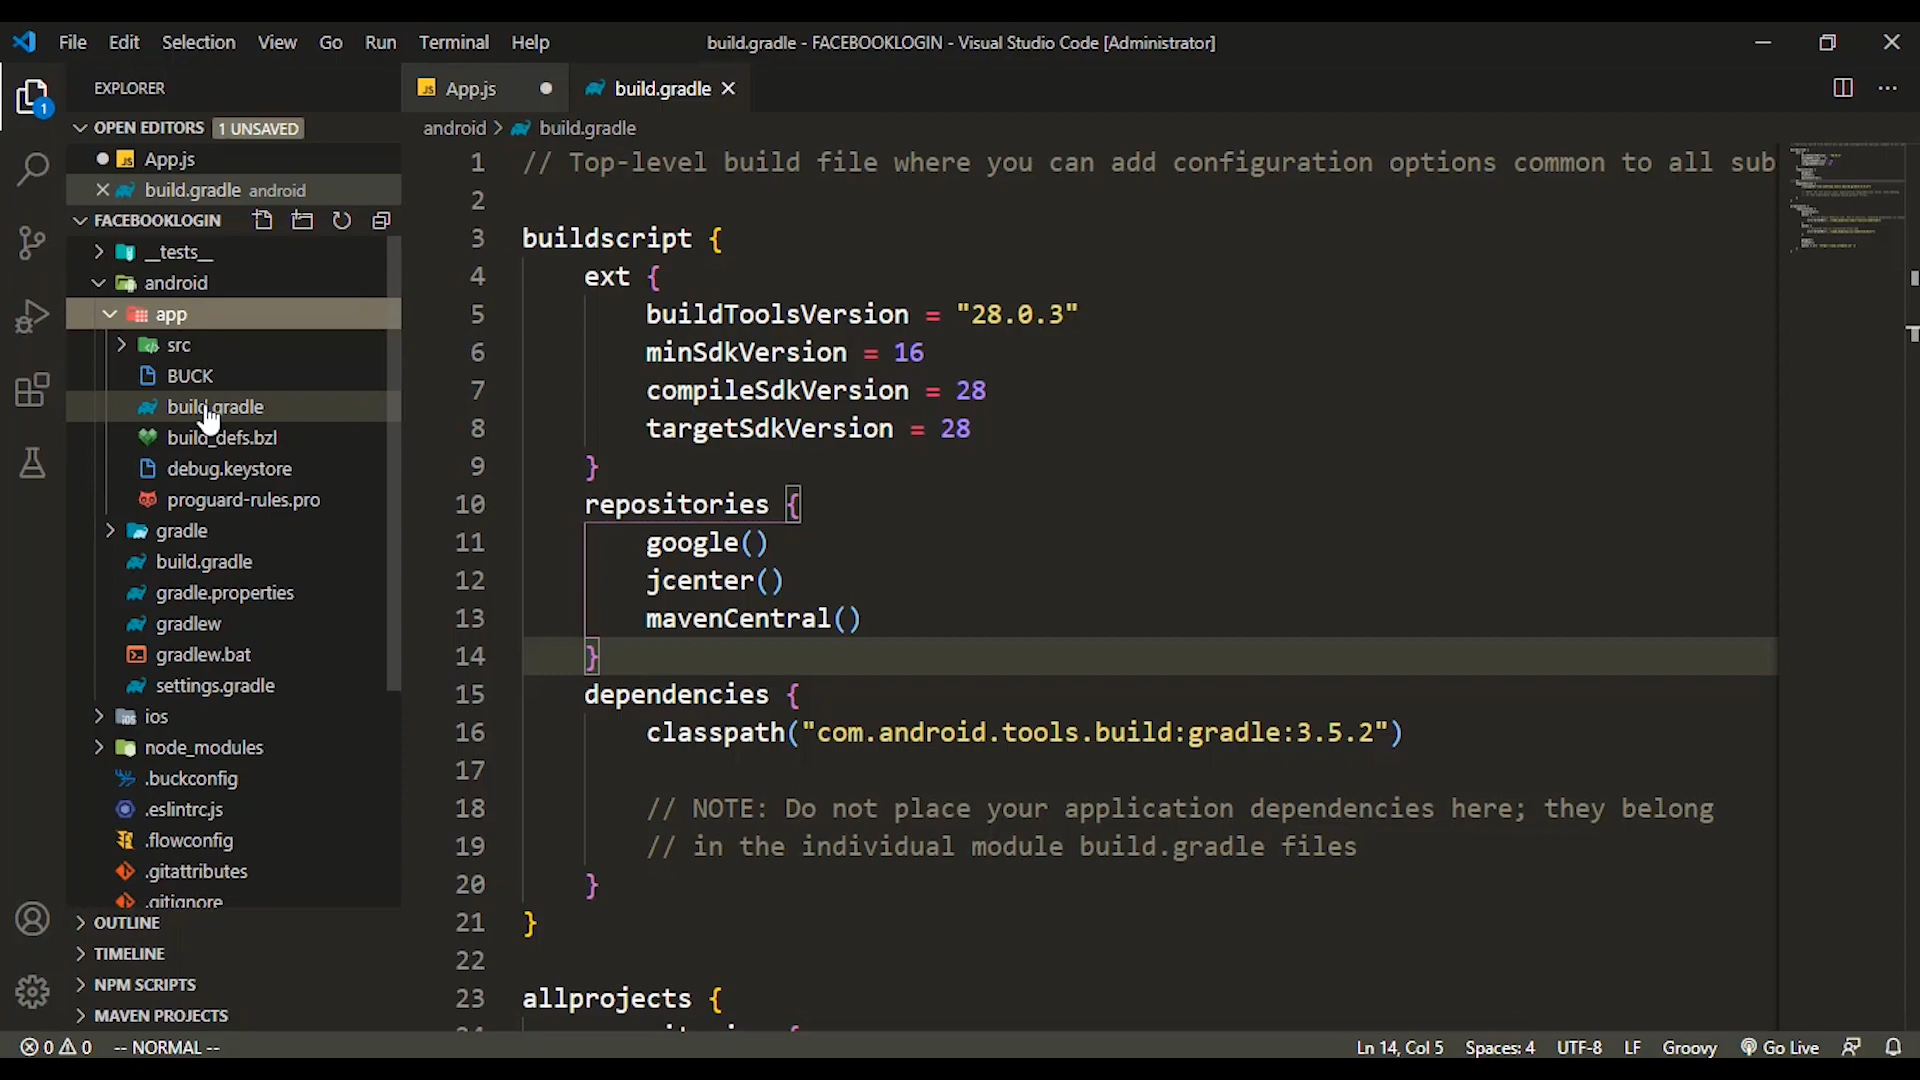 File Edit Selection View Go Run Terminal Help
build.gradle - FACEBOOKLOGIN - Visual Studio Code [Administrator]
EXPLORER
1
OPEN EDITORS 1 UNSAVED
JS App.js
build.gradle android
FACEBOOKLOGIN
__tests__
android
app
src
BUCK
build.gradle
build_defs.bzl
debug.keystore
proguard-rules.pro
gradle
build.gradle
gradle.properties
gradlew
gradlew.bat
settings.gradle
ios
node_modules
.buckconfig
.eslintrc.js
.flowconfig
.gitattributes
.gitignore
OUTLINE
TIMELINE
NPM SCRIPTS
MAVEN PROJECTS
JS App.js
build.gradle
android > build.gradle
1 // Top-level build file where you can add configuration options common to all sub
2
3 buildscript {
4 ext {
5 buildToolsVersion = "28.0.3"
6 minSdkVersion = 16
7 compileSdkVersion = 28
8 targetSdkVersion = 28
9 }
10 repositories {
11 google()
12 jcenter()
13 mavenCentral()
14 }
15 dependencies {
16 classpath("com.android.tools.build:gradle:3.5.2")
17
18 // NOTE: Do not place your application dependencies here; they belong
19 // in the individual module build.gradle files
20 }
21 }
22
23 allprojects {
0 0 -- NORMAL --
Ln 14, Col 5 Spaces: 4 UTF-8 LF Groovy Go Live